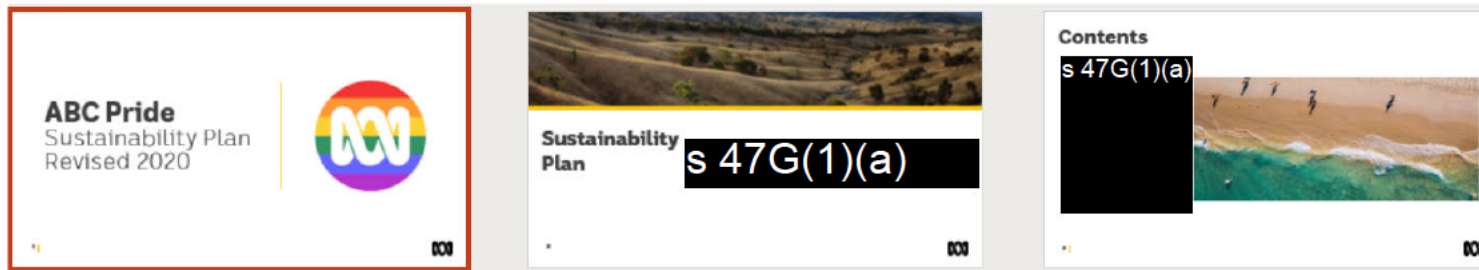 ABC Pride
Sustainability Plan
Revised 2020
Sustainability
Plan
s 47G(1)(a)
Contents
s 47G(1)(a)